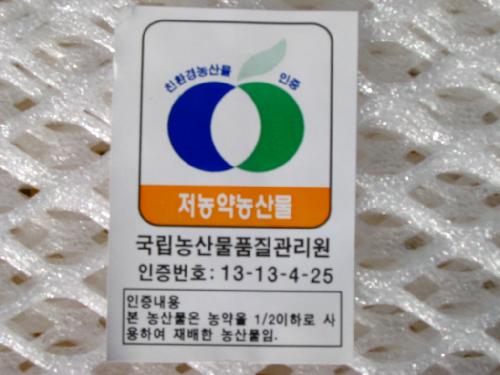 친환경농산물 인증
저농약농산물
국립농산물품질관리원
인증번호: 13-13-4-25
인증내용
본 농산물은 농약을 1/2이하로 사
용하여 재배한 농산물임.